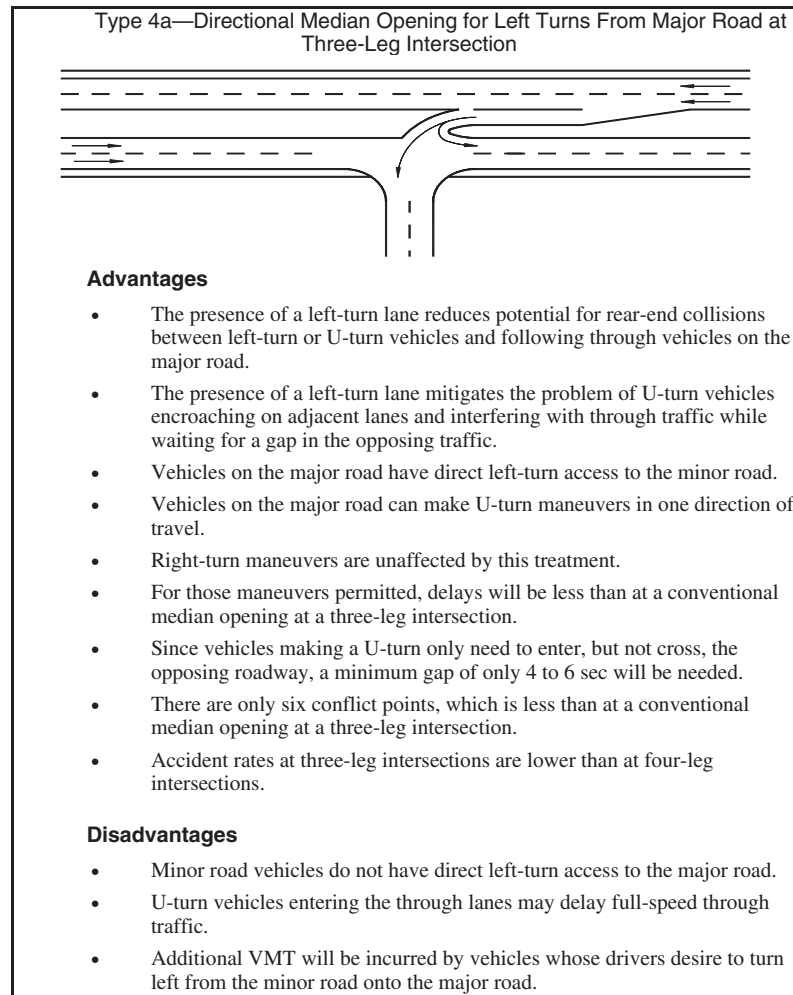 Type 4a—Directional Median Opening for Left Turns From Major Road at
Three-Leg Intersection
Advantages
• The presence of a left-turn lane reduces potential for rear-end collisions
between left-turn or U-turn vehicles and following through vehicles on the
major road.
• The presence of a left-turn lane mitigates the problem of U-turn vehicles
encroaching on adjacent lanes and interfering with through traffic while
waiting for a gap in the opposing traffic.
• Vehicles on the major road have direct left-turn access to the minor road.
• Vehicles on the major road can make U-turn maneuvers in one direction of
travel.
• Right-turn maneuvers are unaffected by this treatment.
• For those maneuvers permitted, delays will be less than at a conventional
median opening at a three-leg intersection.
• Since vehicles making a U-turn only need to enter, but not cross, the
opposing roadway, a minimum gap of only 4 to 6 sec will be needed.
• There are only six conflict points, which is less than at a conventional
median opening at a three-leg intersection.
• Accident rates at three-leg intersections are lower than at four-leg
intersections.
Disadvantages
• Minor road vehicles do not have direct left-turn access to the major road.
• U-turn vehicles entering the through lanes may delay full-speed through
traffic.
• Additional VMT will be incurred by vehicles whose drivers desire to turn
left from the minor road onto the major road.